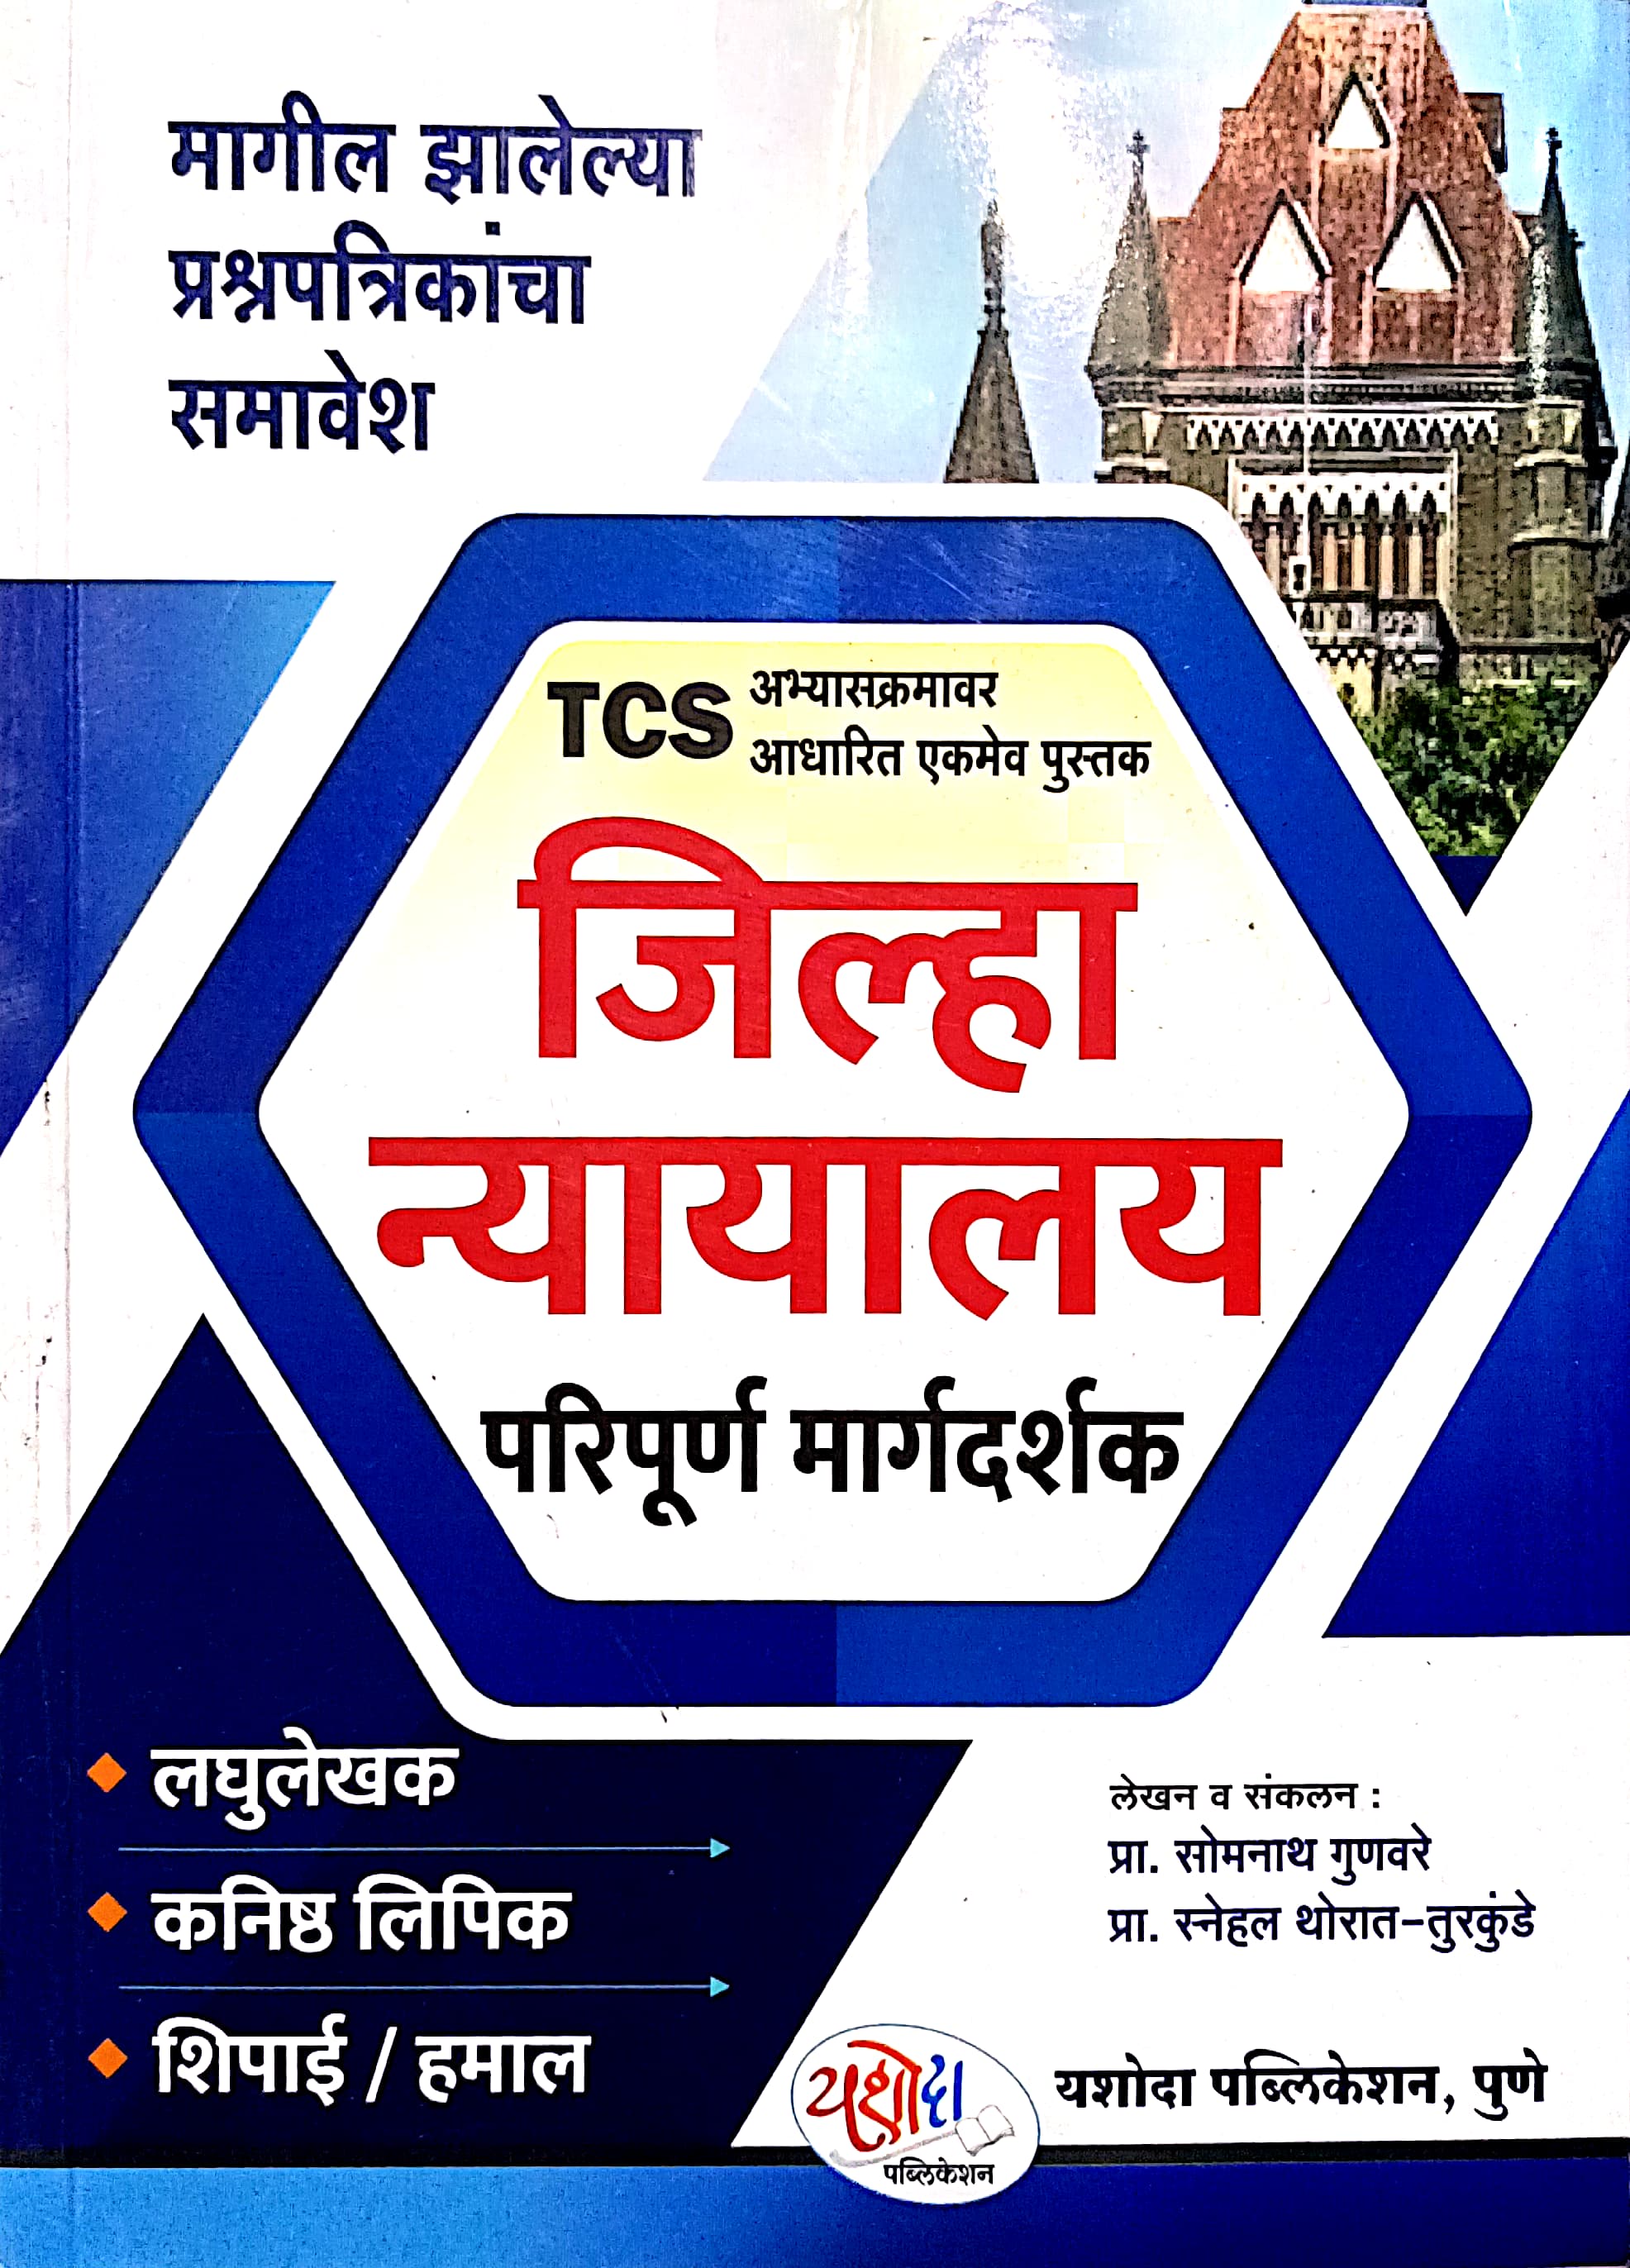 मागील झालेल्या
प्रश्नपत्रिकांचा
समावेश
TCS अभ्यासक्रमावर
आधारित एकमेव पुस्तक
जिल्हा
न्यायालय
परिपूर्ण मार्गदर्शक
लघुलेखक
कनिष्ठ लिपिक
शिपाई / हमाल
लेखन व संकलन :
प्रा. सोमनाथ गुणवरे
प्रा. स्नेहल थोरात-तुरकुंडे
यशोदा
पब्लिकेशन
यशोदा पब्लिकेशन, पुणे